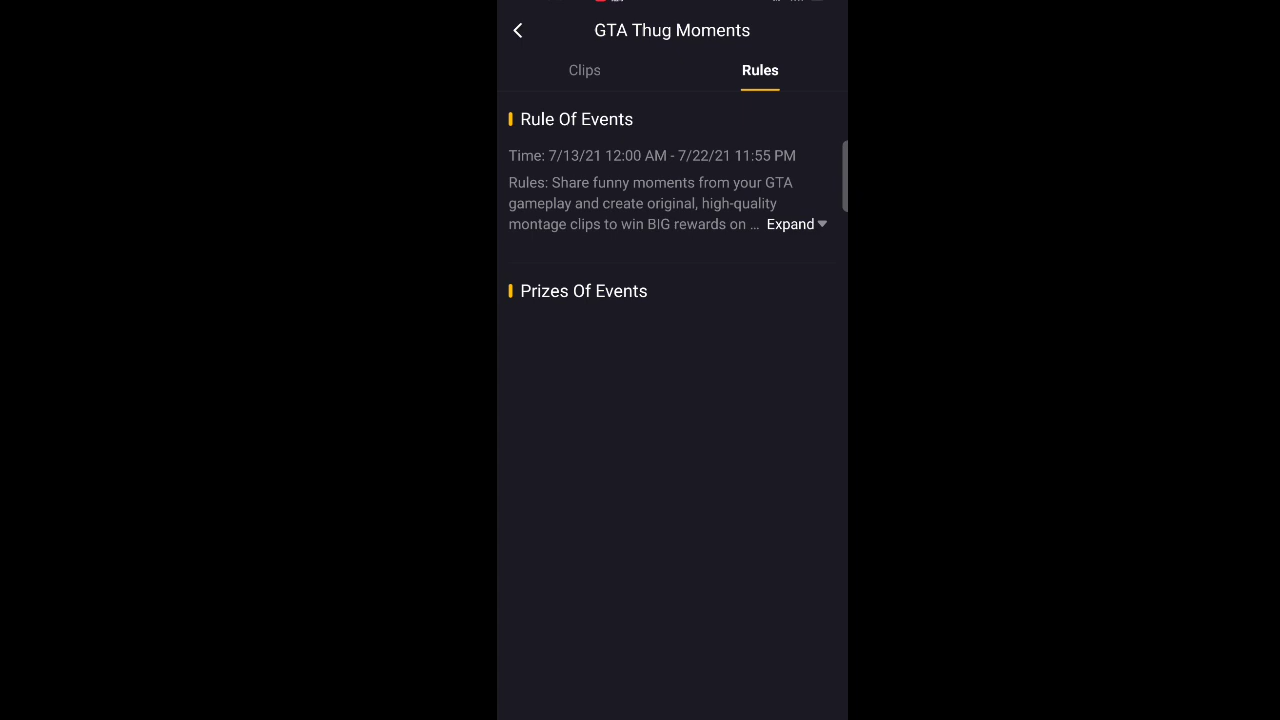 GTA Thug Moments
Clips
Rules
Rule Of Events
Time: 7/13/21 12:00 AM - 7/22/21 11:55 PM
Rules: Share funny moments from your GTA
gameplay and create original, high-quality
montage clips to win BIG rewards on ... Expand
Prizes Of Events